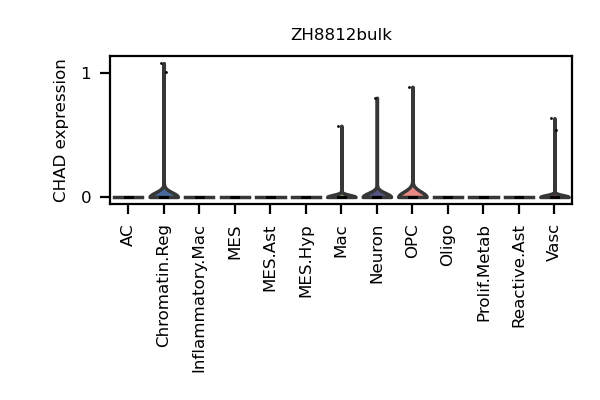 ZH8812bulk
CHAD expression
1
0
AC
Chromatin.Reg
Inflammatory.Mac
MES
MES.Ast
MES.Hyp
Mac
Neuron
OPC
Oligo
Prolif.Metab
Reactive.Ast
Vasc